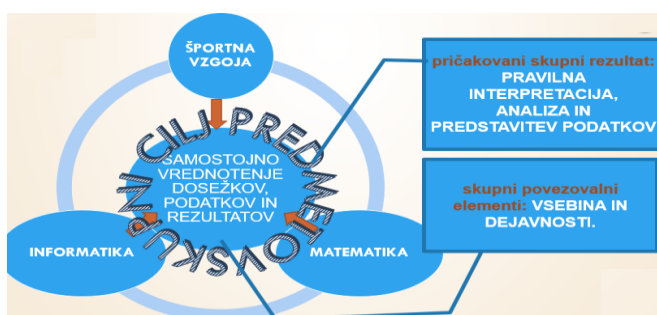 ŠPORTNA
VZGOJA
SKUPNI CILJ PREDMETOV
SAMOSTOJNO
VREDNOTENJE
DOSEŽKOV,
PODATKOV IN
REZULTATOV
INFORMATIKA
MATEMATIKA
pričakovani skupni rezultat:
PRAVILNA
INTERPRETACIJA,
ANALIZA IN
PREDSTAVITEV PODATKOV
skupni povezovalni
elementi: VSEBINA IN
DEJAVNOSTI.